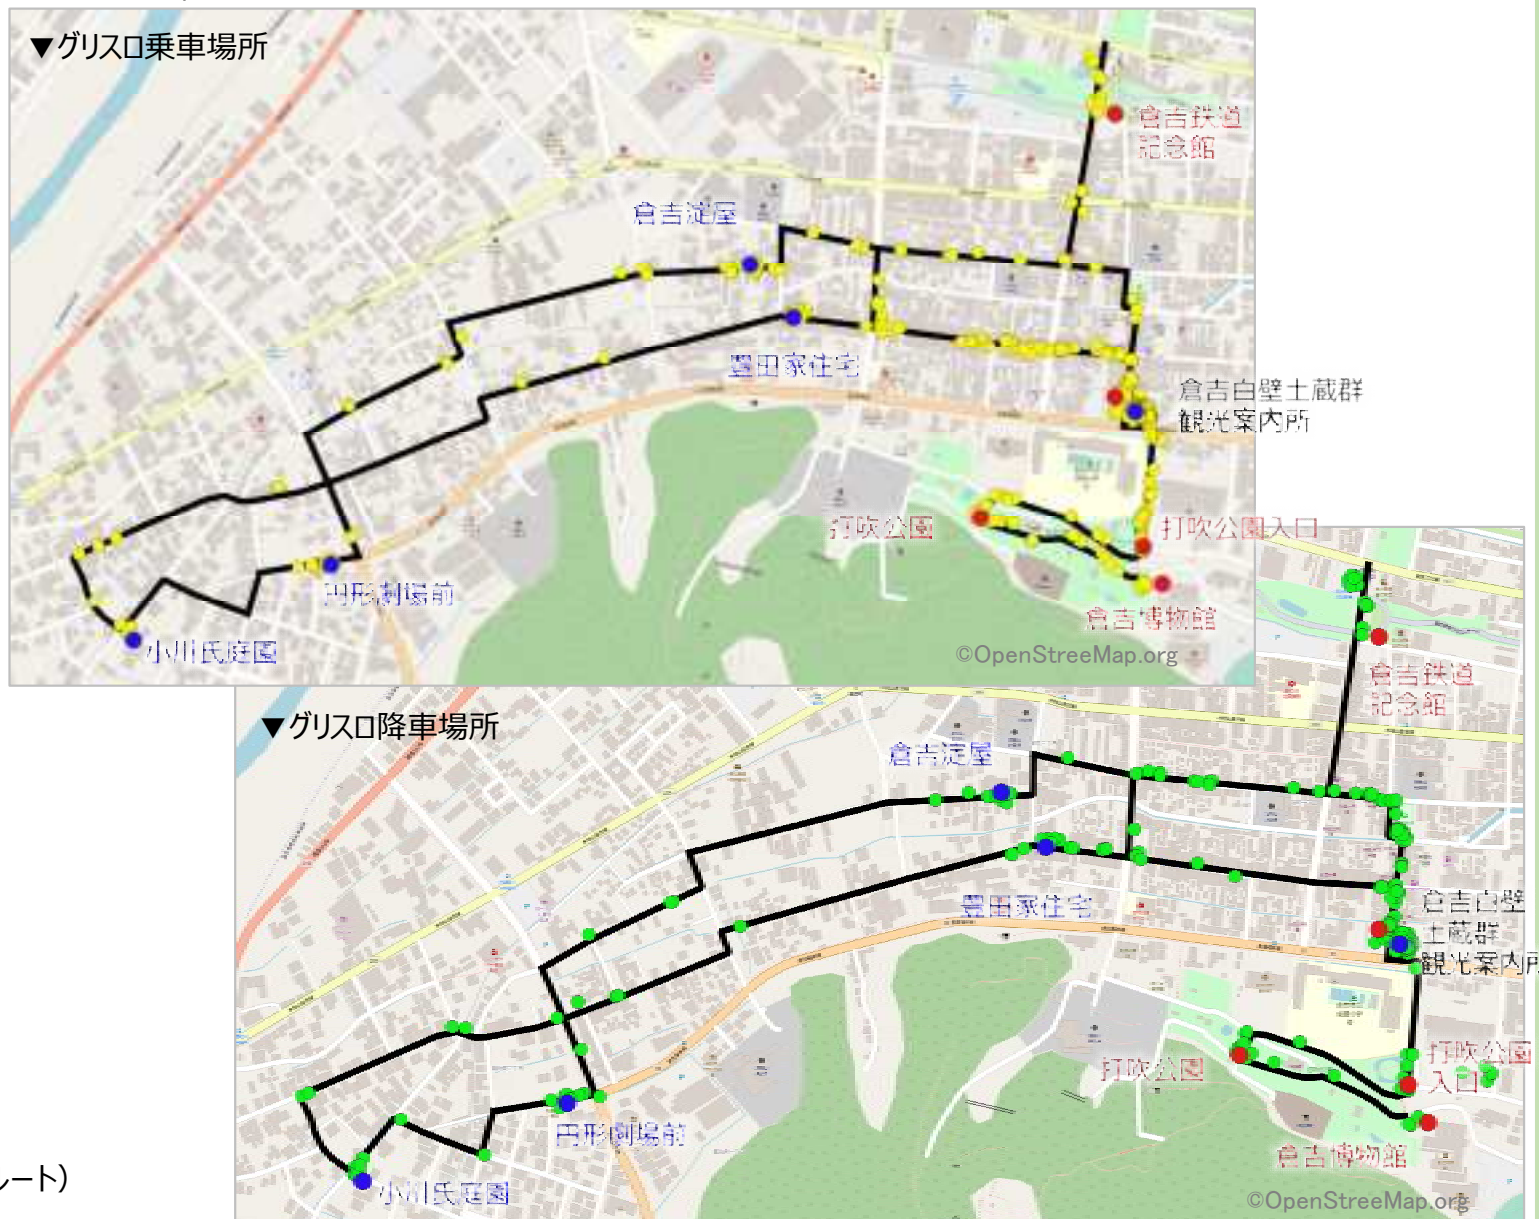 ▼グリスロ乗車場所
倉吉鉄道
記念館
倉吉淀屋
豊田家住宅
倉吉白壁土蔵群
観光案内所
打吹公園
打吹公園入口
円形劇場前
倉吉博物館
小川氏庭園
©OpenStreeMap.org
▼グリスロ降車場所
倉吉鉄道
記念館
倉吉淀屋
豊田家住宅
倉吉白壁
土蔵群
観光案内所
打吹公園
打吹公園
入口
円形劇場前
倉吉博物館
ルート)
小川氏庭園
©OpenStreeMap.org